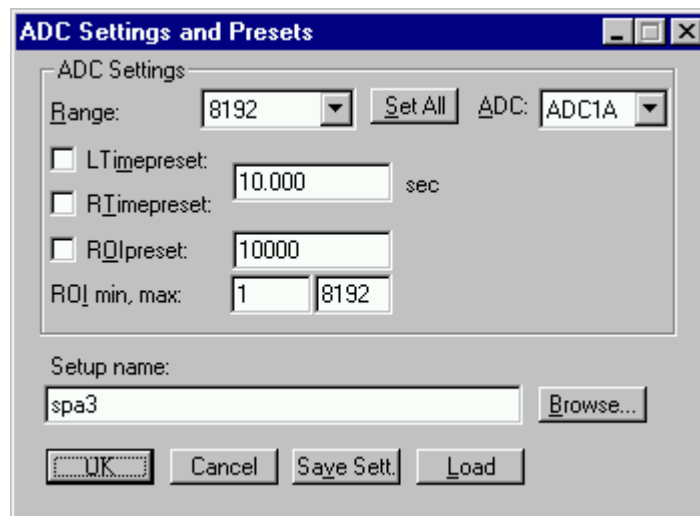 ADC Settings and Presets
ADC Settings
Range: 8192 Set All ADC: ADC1A
LTimepreset:
10.000 sec
RTimepreset:
ROIpreset: 10000
ROI min, max: 1 8192
Setup name:
spa3 Browse...
OK Cancel Save Sett. Load